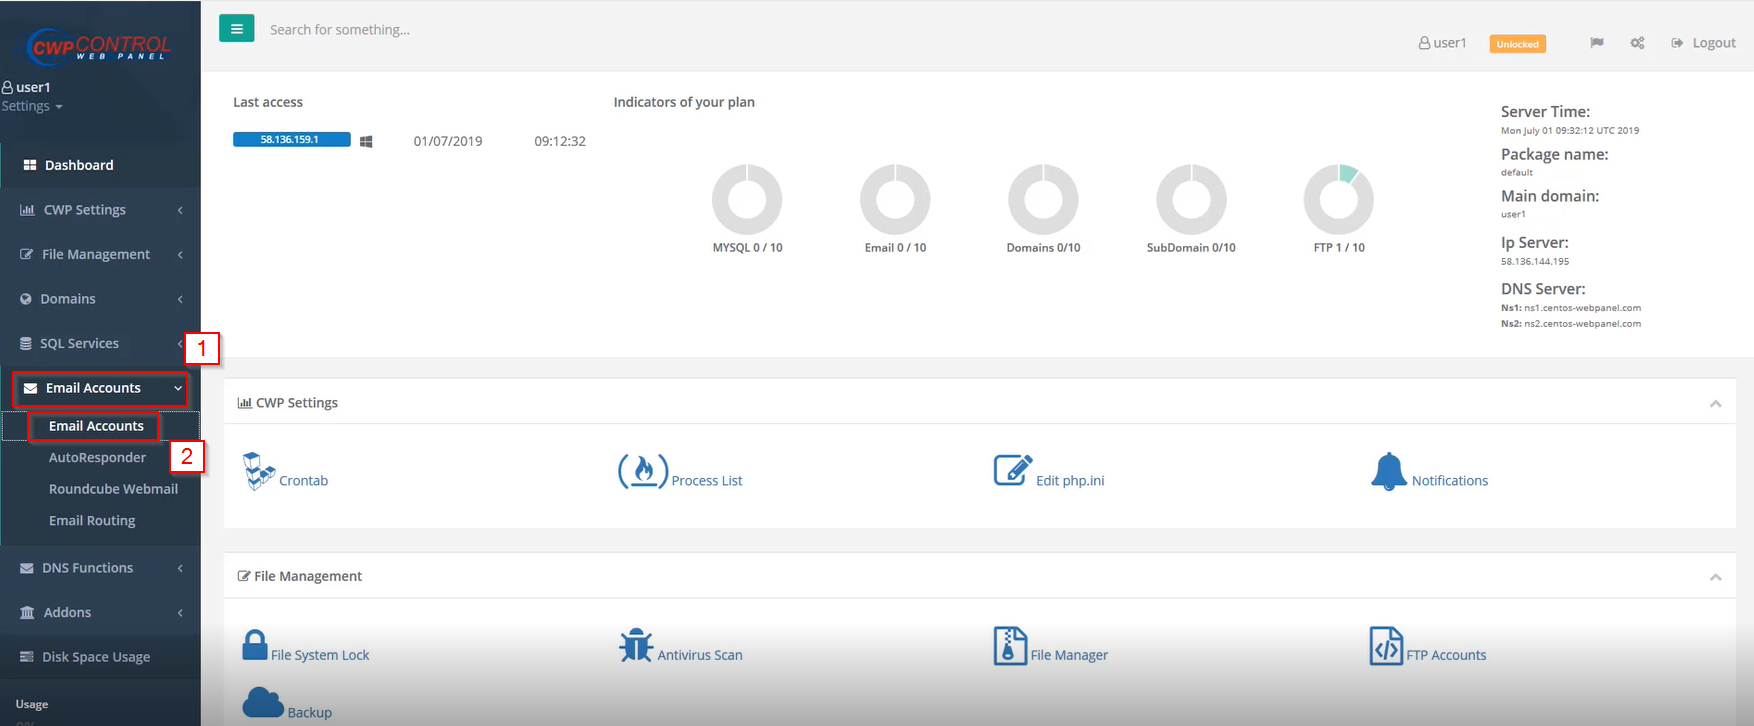 CWP CONTROL
WEB PANEL
user1
Settings
Dashboard
CWP Settings
File Management
Domains
SQL Services
1
Email Accounts
Email Accounts
2
AutoResponder
Roundcube Webmail
Email Routing
DNS Functions
Addons
Disk Space Usage
Usage
0%
Search for something...
user1
Unlocked
Logout
Last access
58.136.159.1
01/07/2019
09:12:32
Indicators of your plan
MYSQL 0 / 10
Email 0 / 10
Domains 0/10
SubDomain 0/10
FTP 1 / 10
Server Time:
Mon July 01 09:32:12 UTC 2019
Package name:
default
Main domain:
user1
Ip Server:
58.136.144.195
DNS Server:
Ns1: ns1.centos-webpanel.com
Ns2: ns2.centos-webpanel.com
CWP Settings
Crontab
Process List
Edit php.ini
Notifications
File Management
File System Lock
Antivirus Scan
File Manager
FTP Accounts
Backup